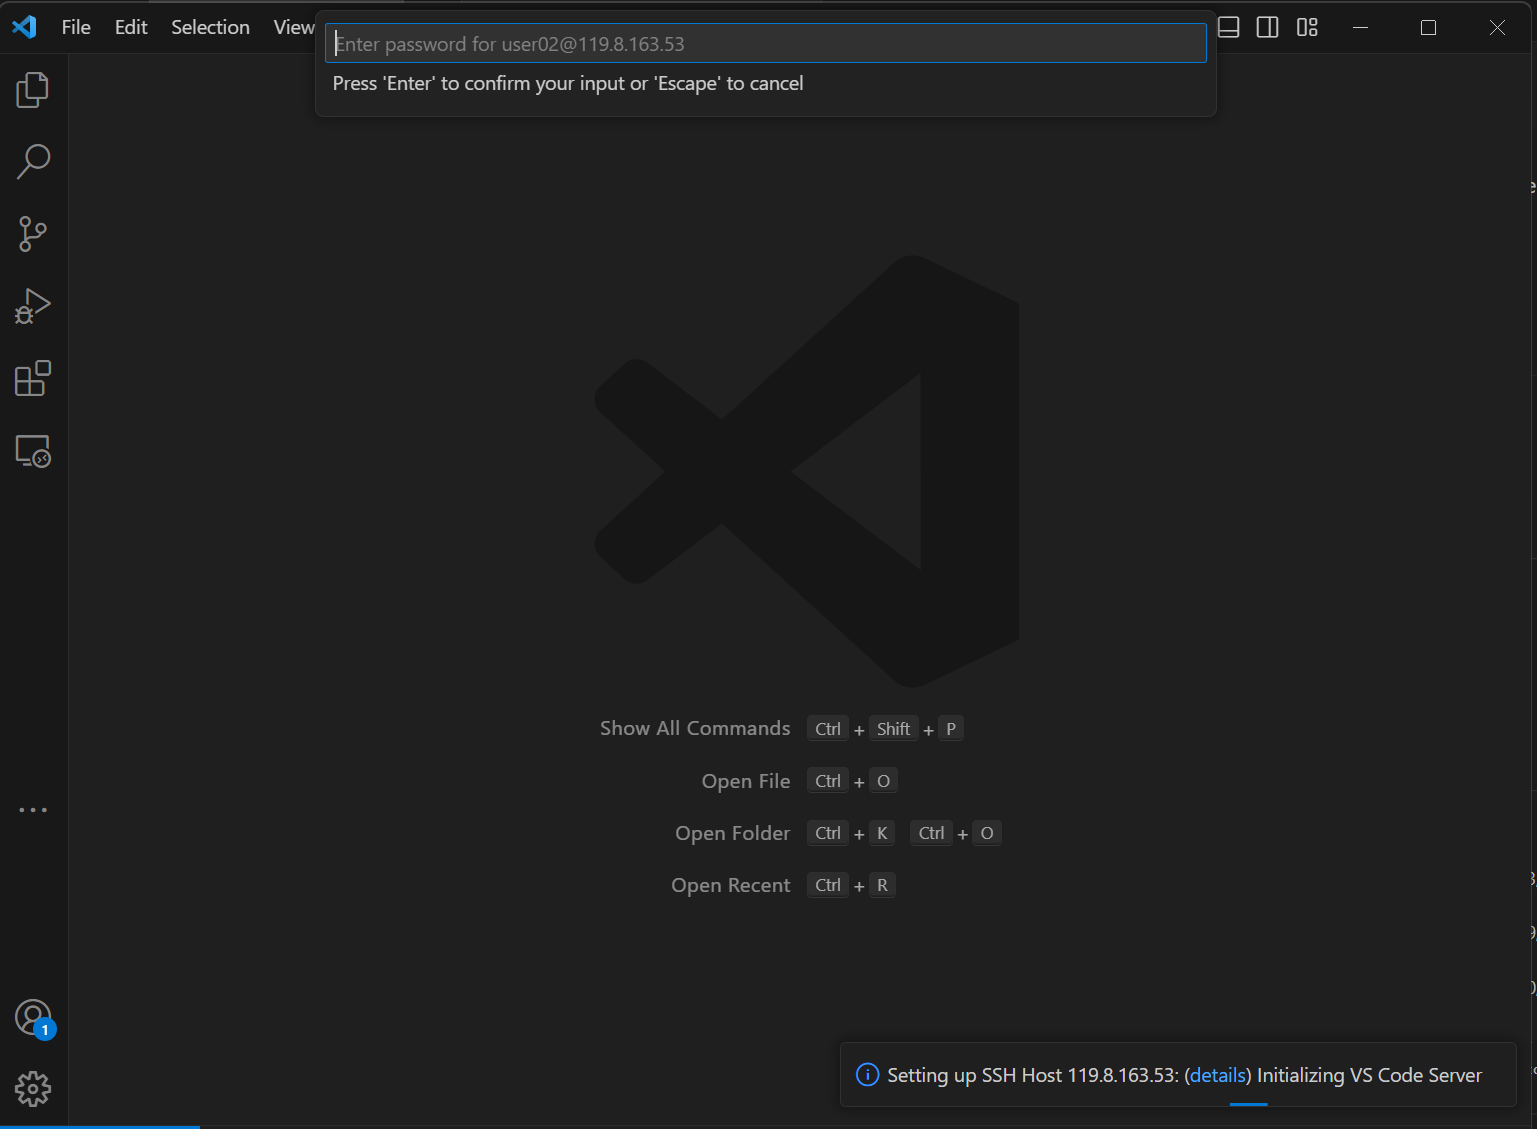 File Edit Selection View
Enter password for user02@119.8.163.53
Press 'Enter' to confirm your input or 'Escape' to cancel
Show All Commands Ctrl + Shift + P
Open File Ctrl + O
Open Folder Ctrl + K Ctrl + O
Open Recent Ctrl + R
1
Setting up SSH Host 119.8.163.53: (details) Initializing VS Code Server